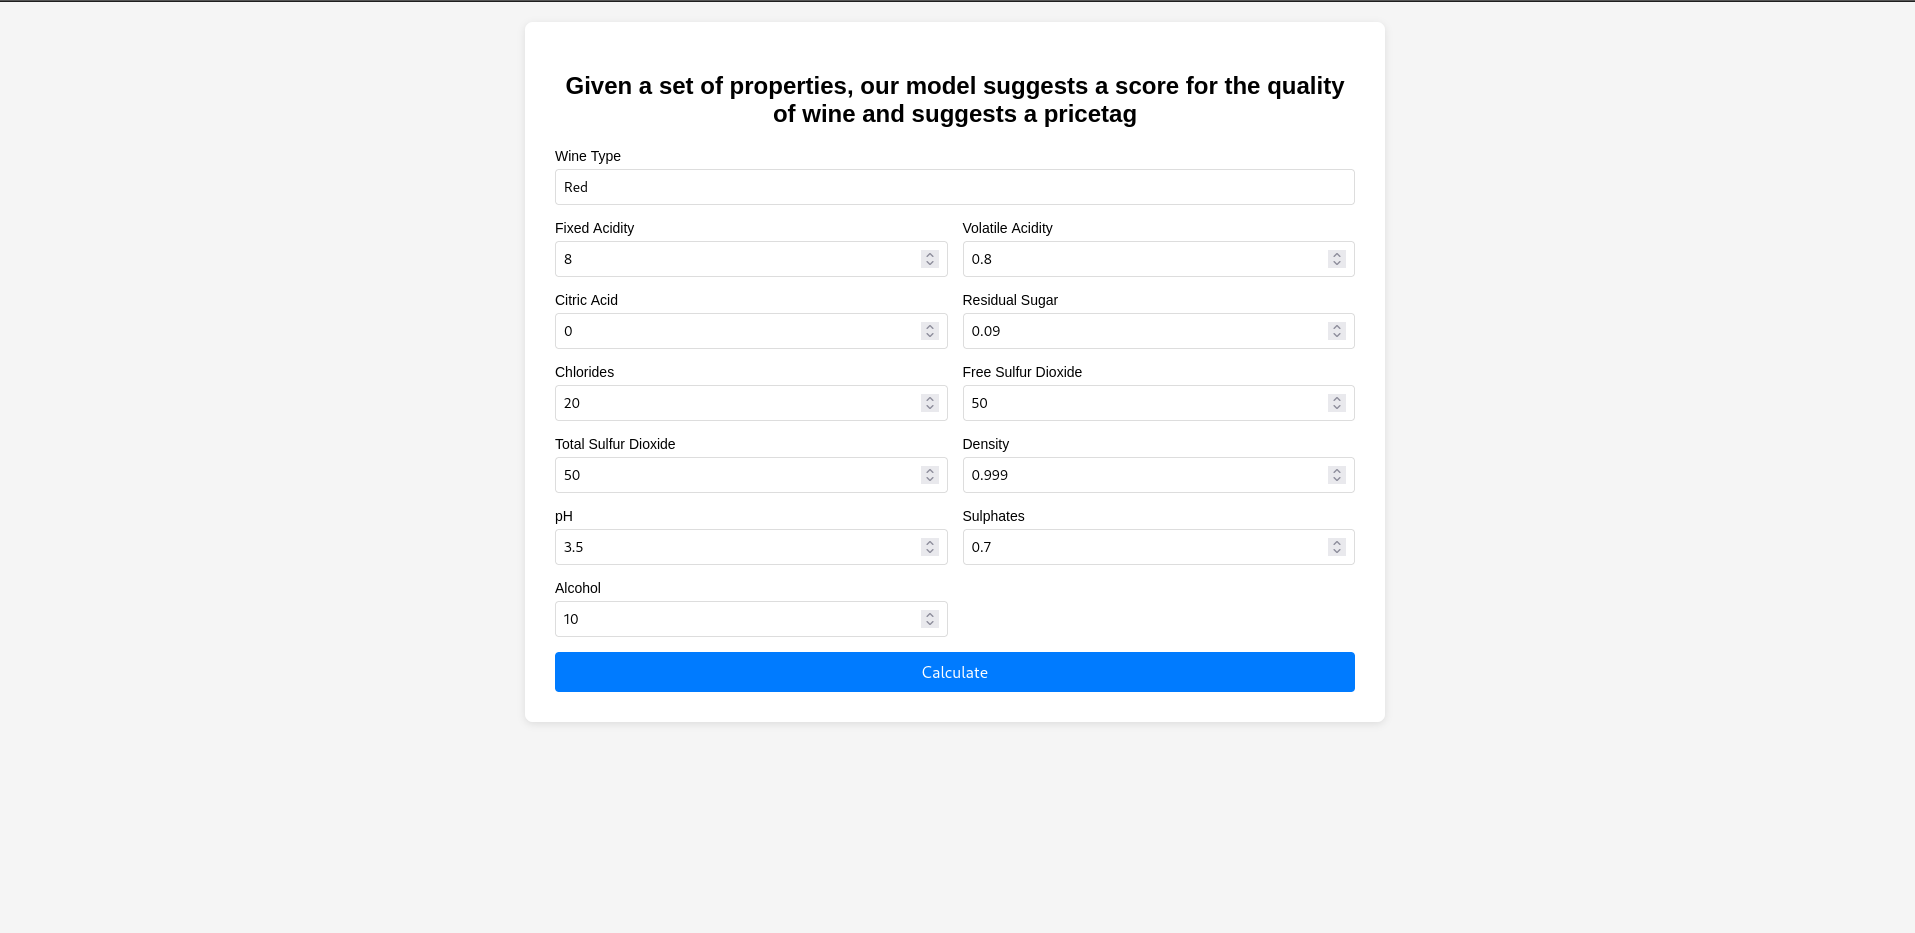 Given a set of properties, our model suggests a score for the quality
of wine and suggests a pricetag
Wine Type
Red
Fixed Acidity
8
Volatile Acidity
0.8
Citric Acid
0
Residual Sugar
0.09
Chlorides
20
Free Sulfur Dioxide
50
Total Sulfur Dioxide
50
Density
0.999
pH
3.5
Sulphates
0.7
Alcohol
10
Calculate